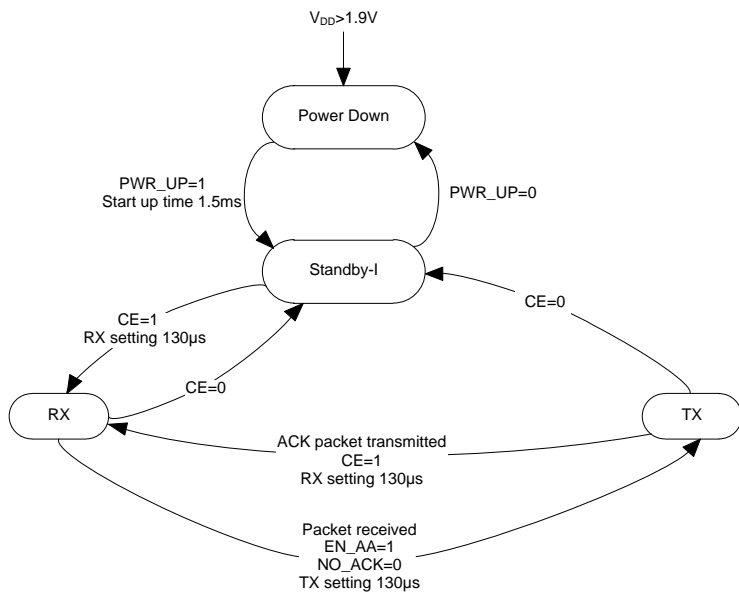 V_DD>1.9V
Power Down
PWR_UP=1
Start up time 1.5ms
PWR_UP=0
Standby-I
CE=1
RX setting 130µs
CE=0
CE=0
RX
TX
ACK packet transmitted
CE=1
RX setting 130µs
Packet received
EN_AA=1
NO_ACK=0
TX setting 130µs